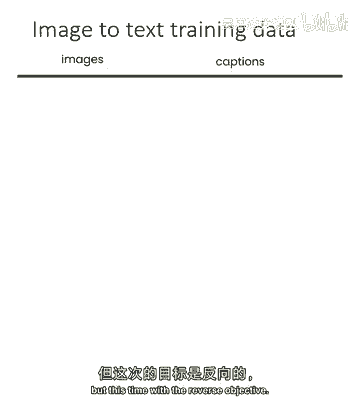 Image to text training data
images captions
但这次的目标是反向的，
but this time with the reverse objective.